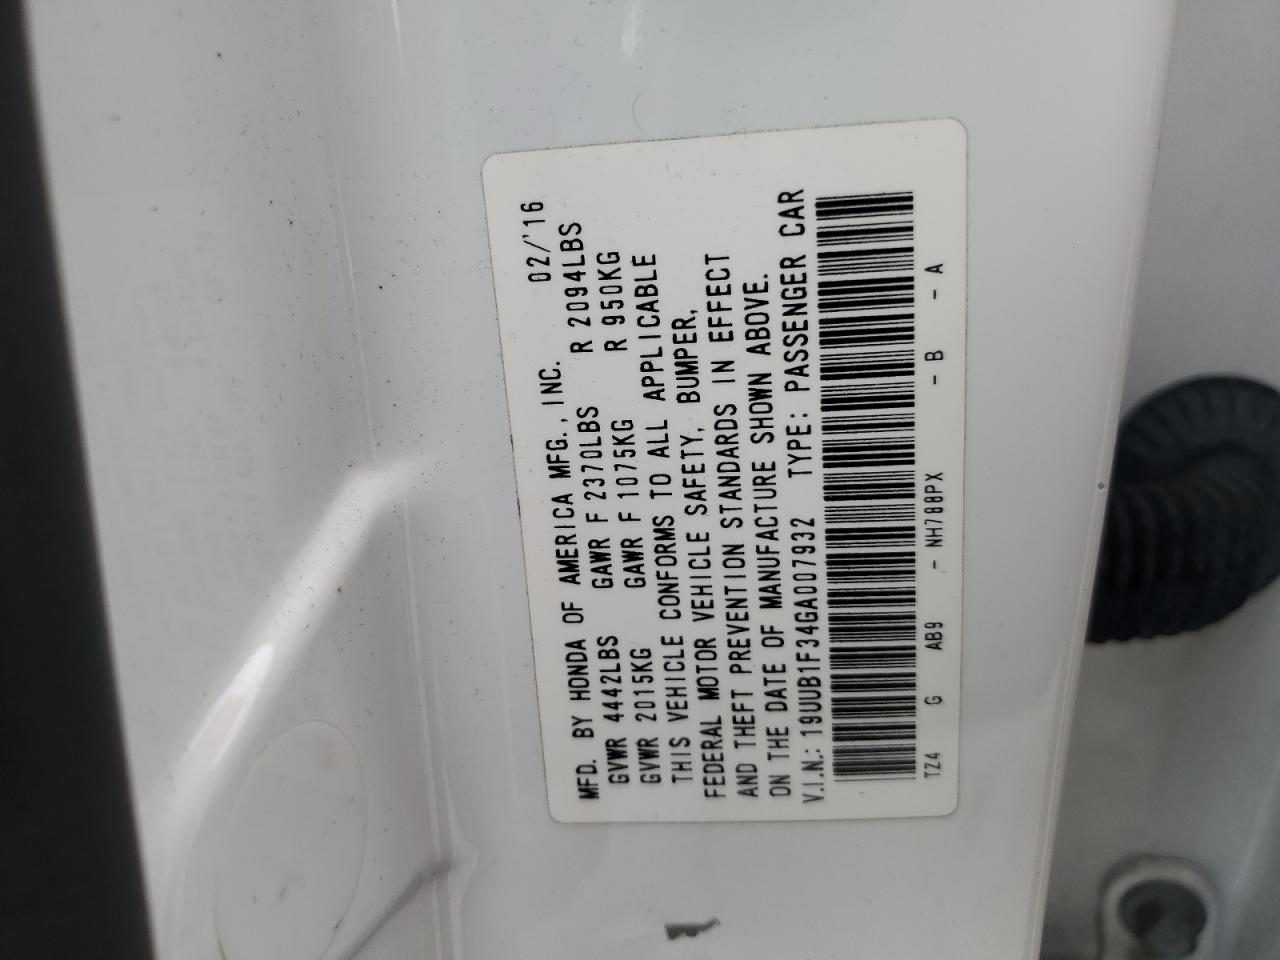 MFD. BY HONDA OF AMERICA MFG., INC. 02/'16
GVWR 4442LBS GAWR F 2370LBS R 2094LBS
GVWR 2015KG GAWR F 1075KG R 950KG
THIS VEHICLE CONFORMS TO ALL APPLICABLE
FEDERAL MOTOR VEHICLE SAFETY, BUMPER,
AND THEFT PREVENTION STANDARDS IN EFFECT
ON THE DATE OF MANUFACTURE SHOWN ABOVE.
V.I.N.: 19UUB1F34GA007932 TYPE: PASSENGER CAR
TZ4 G AB9 - NH788PX - B - A